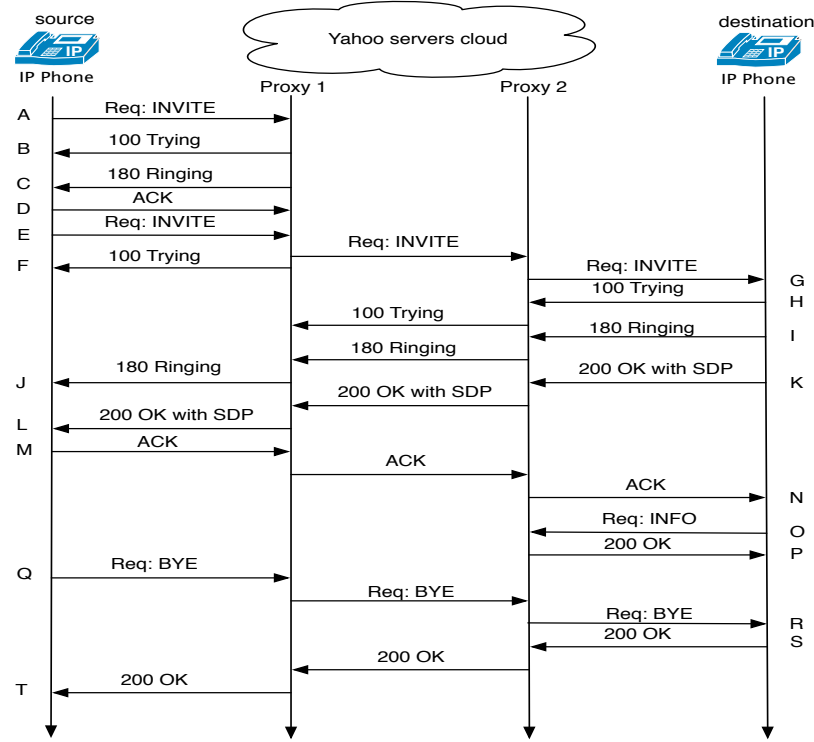 source
Yahoo servers cloud
destination
IP
IP
IP Phone
IP Phone
Proxy 1
Proxy 2
A
Req: INVITE
B
100 Trying
C
180 Ringing
D
ACK
E
Req: INVITE
Req: INVITE
F
100 Trying
Req: INVITE
G
100 Trying
H
100 Trying
180 Ringing
I
180 Ringing
J
180 Ringing
200 OK with SDP
K
200 OK with SDP
L
200 OK with SDP
M
ACK
ACK
ACK
N
Req: INFO
O
200 OK
P
Q
Req: BYE
Req: BYE
Req: BYE
R
200 OK
S
200 OK
T
200 OK